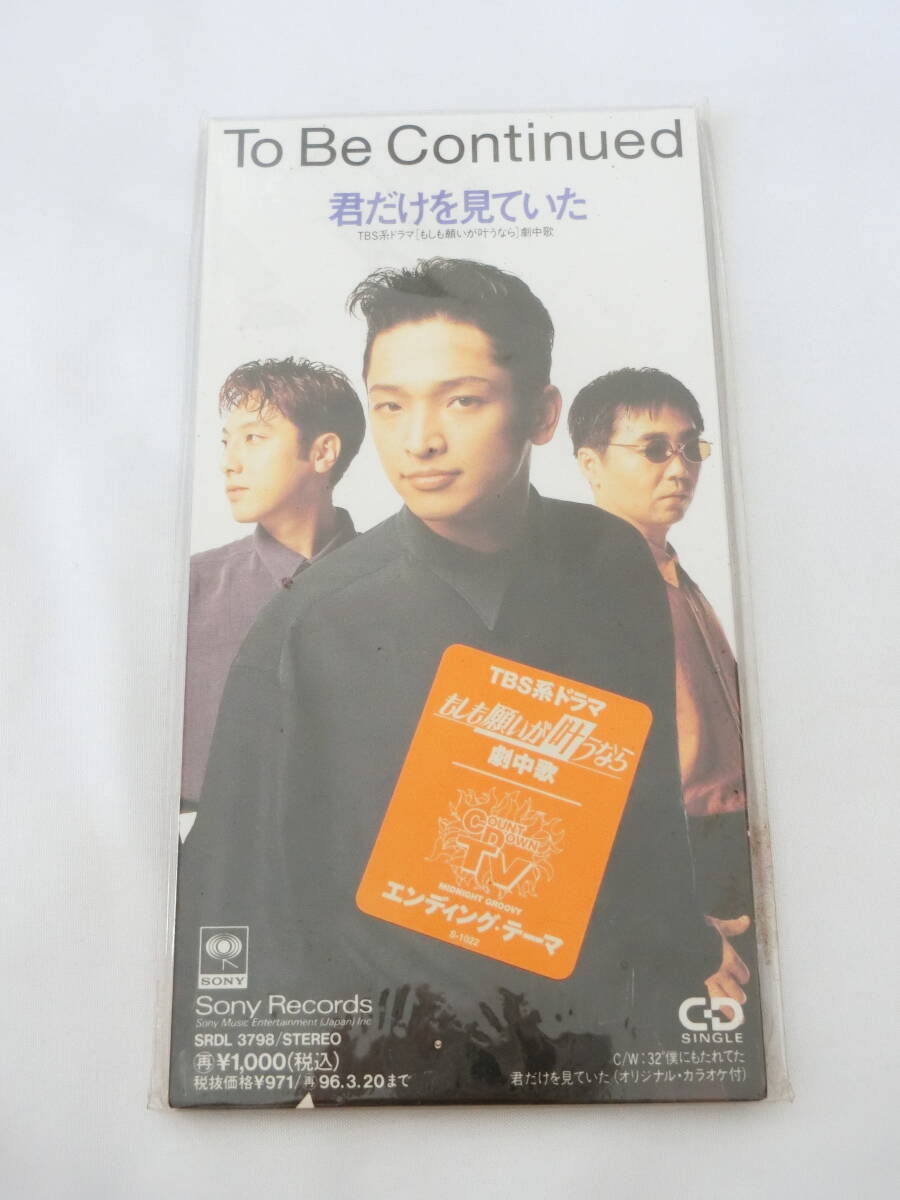 To Be Continued
君だけを見ていた
TBS系ドラマ[もしも願いが叶うなら]劇中歌
TBS系ドラマ
もしも願いが叶うなら
劇中歌
COUNT DOWN
TV
MIDNIGHT GROOVY
エンディング・テーマ
S-1022
SONY
Sony Records
Sony Music Entertainment (Japan) Inc
SRDL 3798/STEREO
再¥1,000(税込)
税抜価格¥971/再96.3.20まで
CD
SINGLE
C/W:32"僕にもたれてた
君だけを見ていた(オリジナル・カラオケ付)